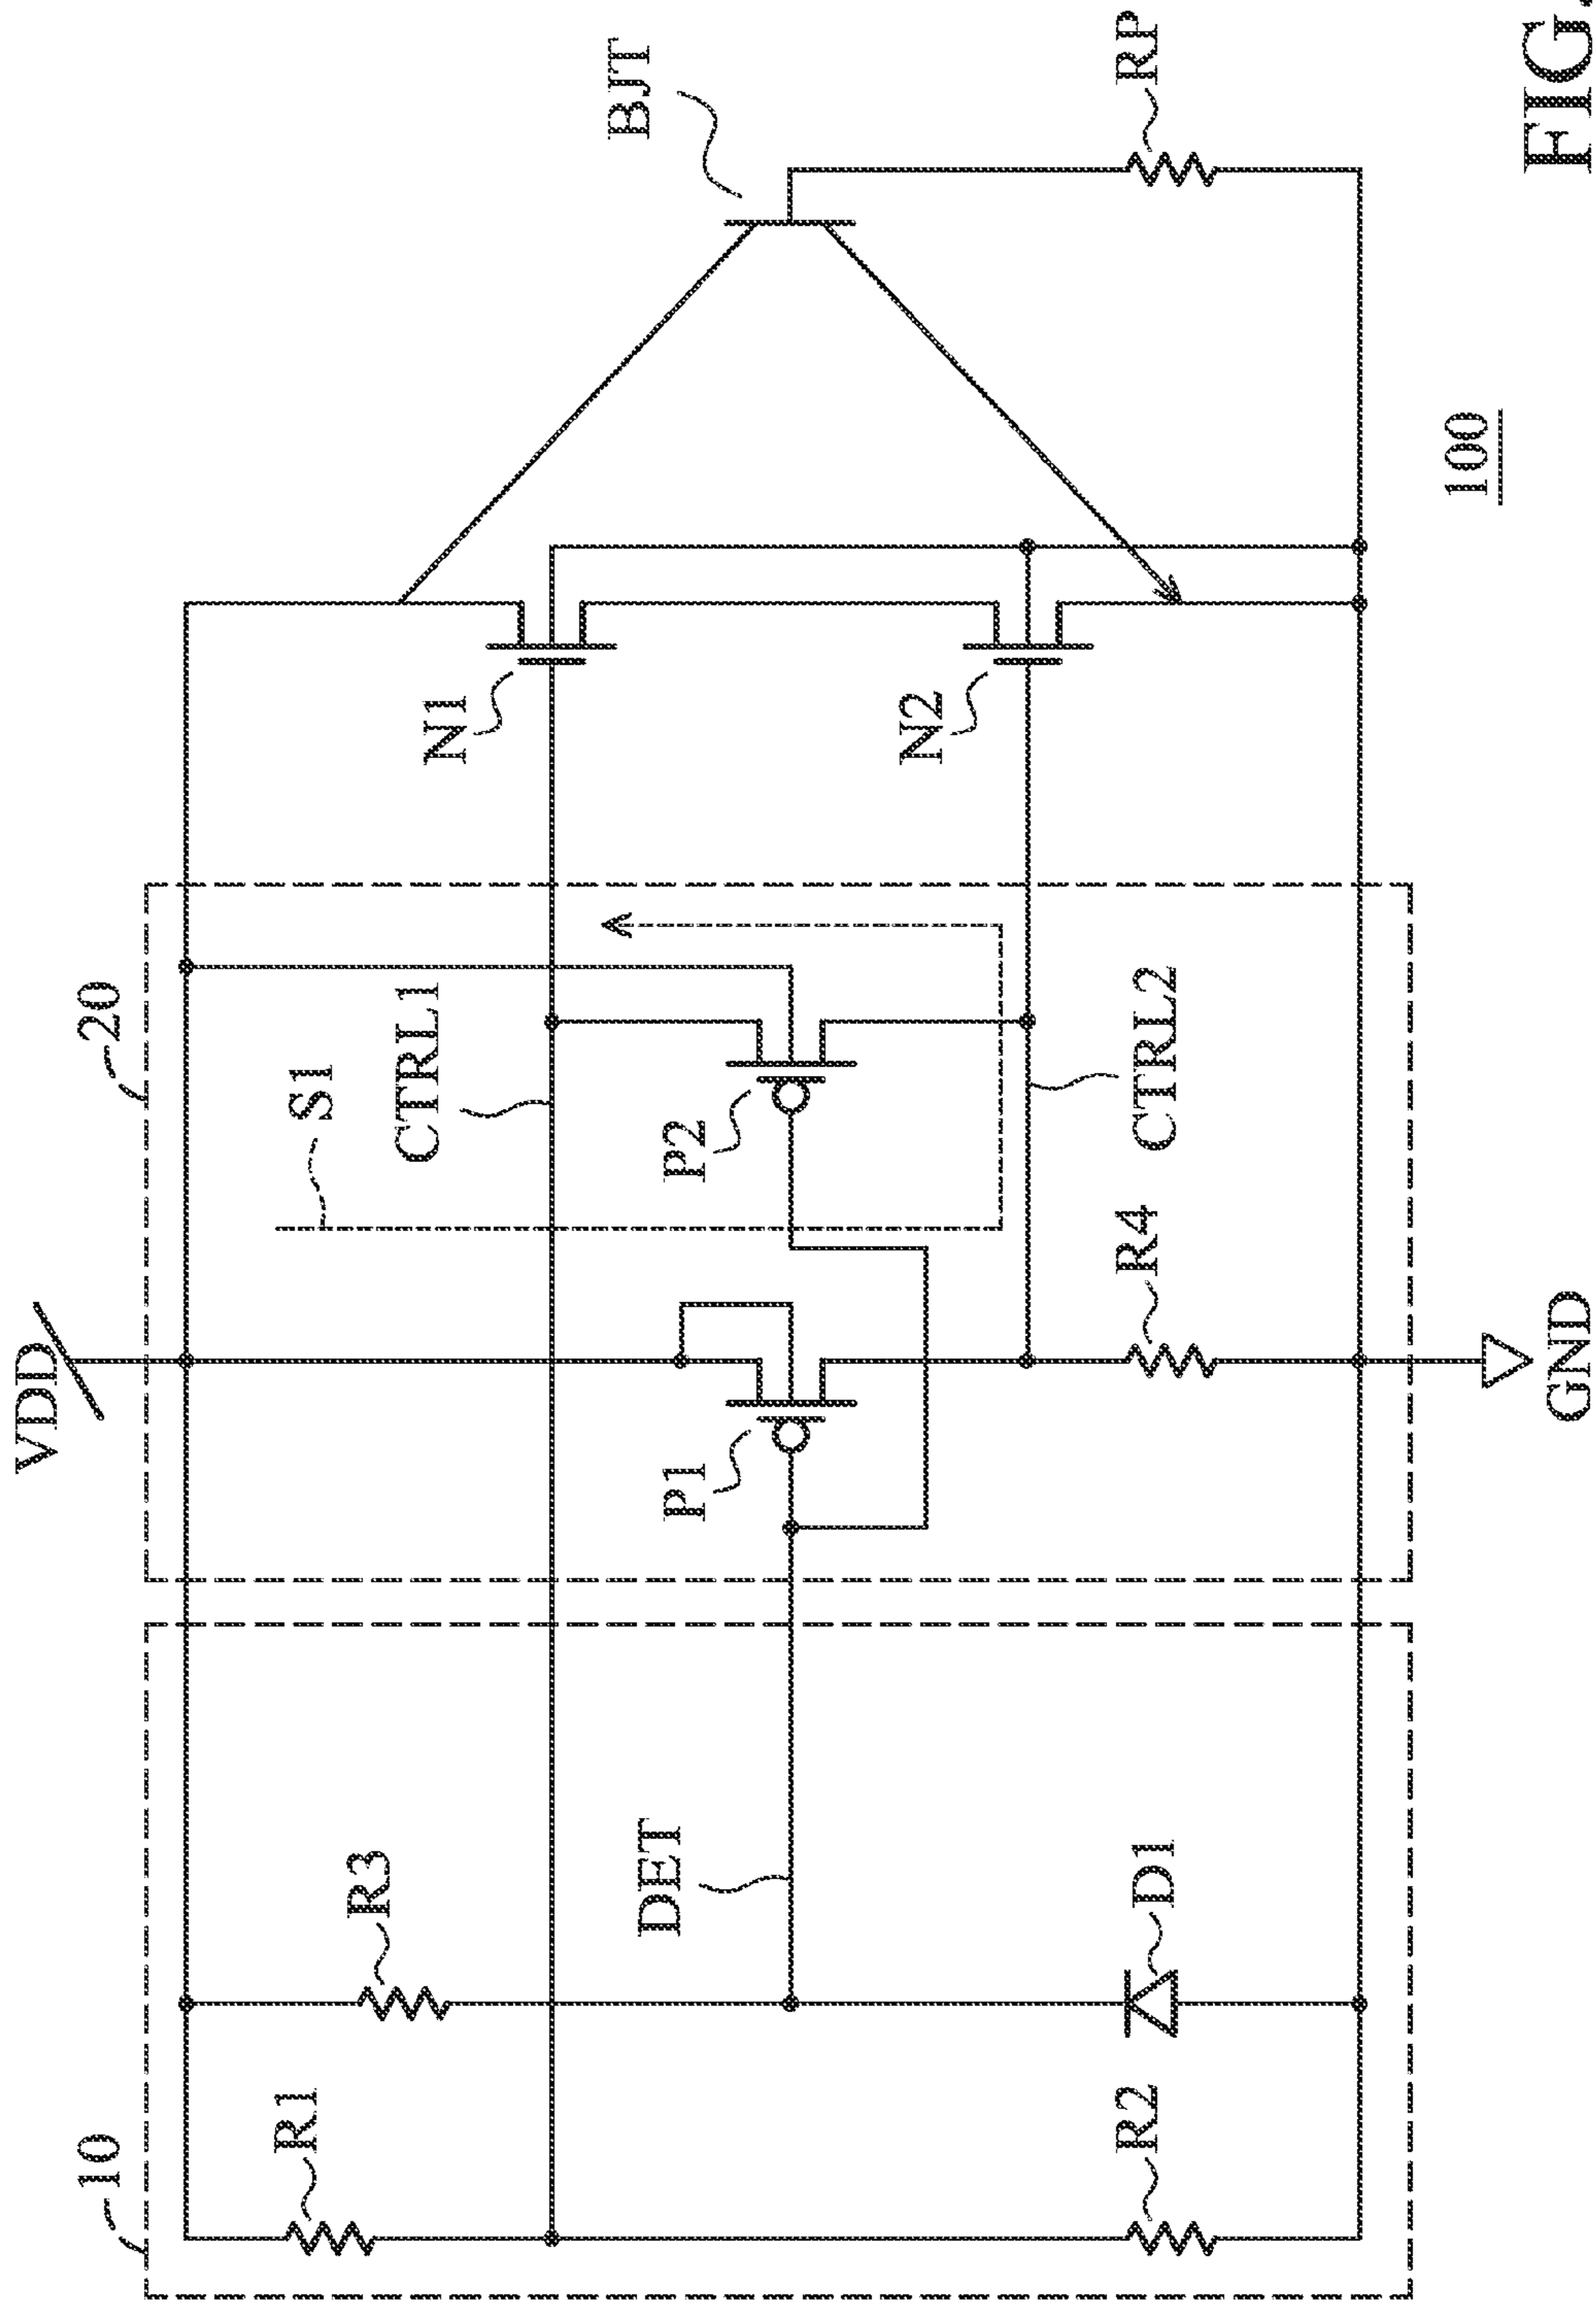 VDD
10
20
R1
R3
S1
CTRL1
N1
BJT
DET
P1
P2
N2
R2
D1
R4
CTRL2
RP
GND
100
FIG.